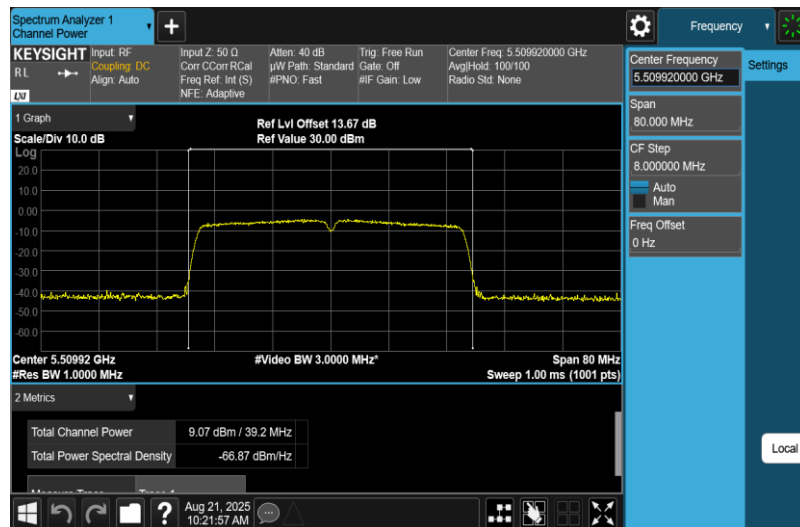 Spectrum Analyzer 1
Channel Power
Frequency
KEYSIGHT
RL
LXI
Input: RF
Coupling: DC
Align: Auto
Input Z: 50 Ω
Corr CCorr RCal
Freq Ref: Int (S)
NFE: Adaptive
Atten: 40 dB
µW Path: Standard
#PNO: Fast
Trig: Free Run
Gate: Off
#IF Gain: Low
Center Freq: 5.509920000 GHz
Avg|Hold: 100/100
Radio Std: None
1 Graph
Scale/Div 10.0 dB
Ref Lvl Offset 13.67 dB
Ref Value 30.00 dBm
Log
20.0
10.0
0.00
-10.0
-20.0
-30.0
-40.0
-50.0
-60.0
Center 5.50992 GHz
#Res BW 1.0000 MHz
#Video BW 3.0000 MHz*
Span 80 MHz
Sweep 1.00 ms (1001 pts)
2 Metrics
Total Channel Power 9.07 dBm / 39.2 MHz
Total Power Spectral Density -66.87 dBm/Hz
Aug 21, 2025
10:21:57 AM
Center Frequency
5.509920000 GHz
Settings
Span
80.000 MHz
CF Step
8.000000 MHz
Auto
Man
Freq Offset
0 Hz
Local